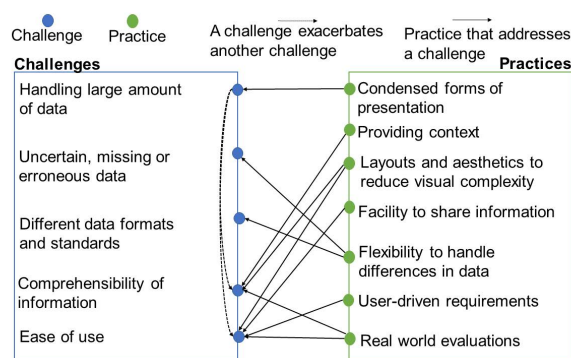 Challenge
Practice
A challenge exacerbates
another challenge
Practice that addresses
a challenge
Challenges
Practices
Handling large amount
of data
Uncertain, missing or
erroneous data
Different data formats
and standards
Comprehensibility of
information
Ease of use
Condensed forms of
presentation
Providing context
Layouts and aesthetics to
reduce visual complexity
Facility to share information
Flexibility to handle
differences in data
User-driven requirements
Real world evaluations